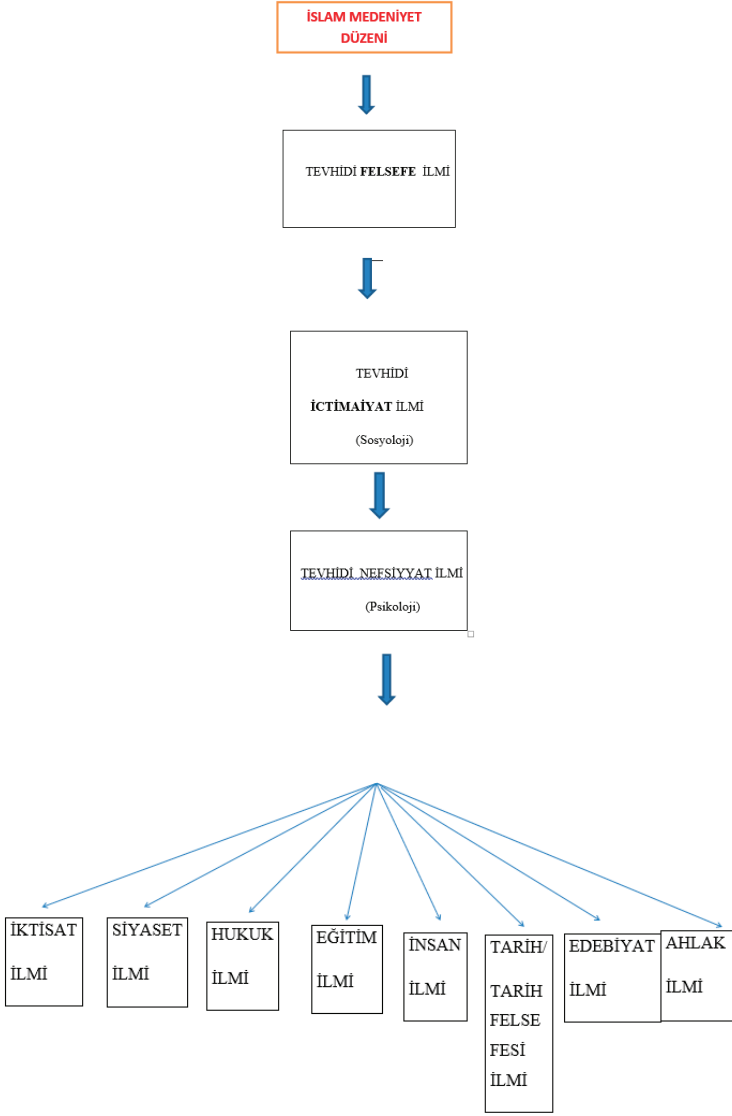 İSLAM MEDENİYET
DÜZENİ
TEVHİDİ FELSEFE İLMİ
TEVHİDİ
İCTİMAİYAT İLMİ
(Sosyoloji)
TEVHİDİ NEFSİYYAT İLMİ
(Psikoloji)
İKTİSAT
İLMİ
SİYASET
İLMİ
HUKUK
İLMİ
EĞİTİM
İLMİ
İNSAN
İLMİ
TARİH/
TARİH
FELSE
FESİ
İLMİ
EDEBİYAT
İLMİ
AHLAK
İLMİ